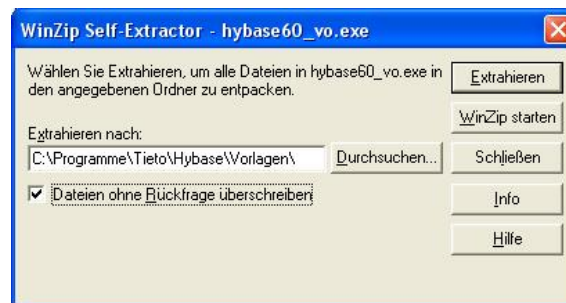 WinZip Self-Extractor - hybase60_vo.exe
Wählen Sie Extrahieren, um alle Dateien in hybase60_vo.exe in
den angegebenen Ordner zu entpacken.
Extrahieren
WinZip starten
Extrahieren nach:
C:\Programme\Tieto\Hybase\Vorlagen\
Durchsuchen...
Schließen
Dateien ohne Rückfrage überschreiben
Info
Hilfe